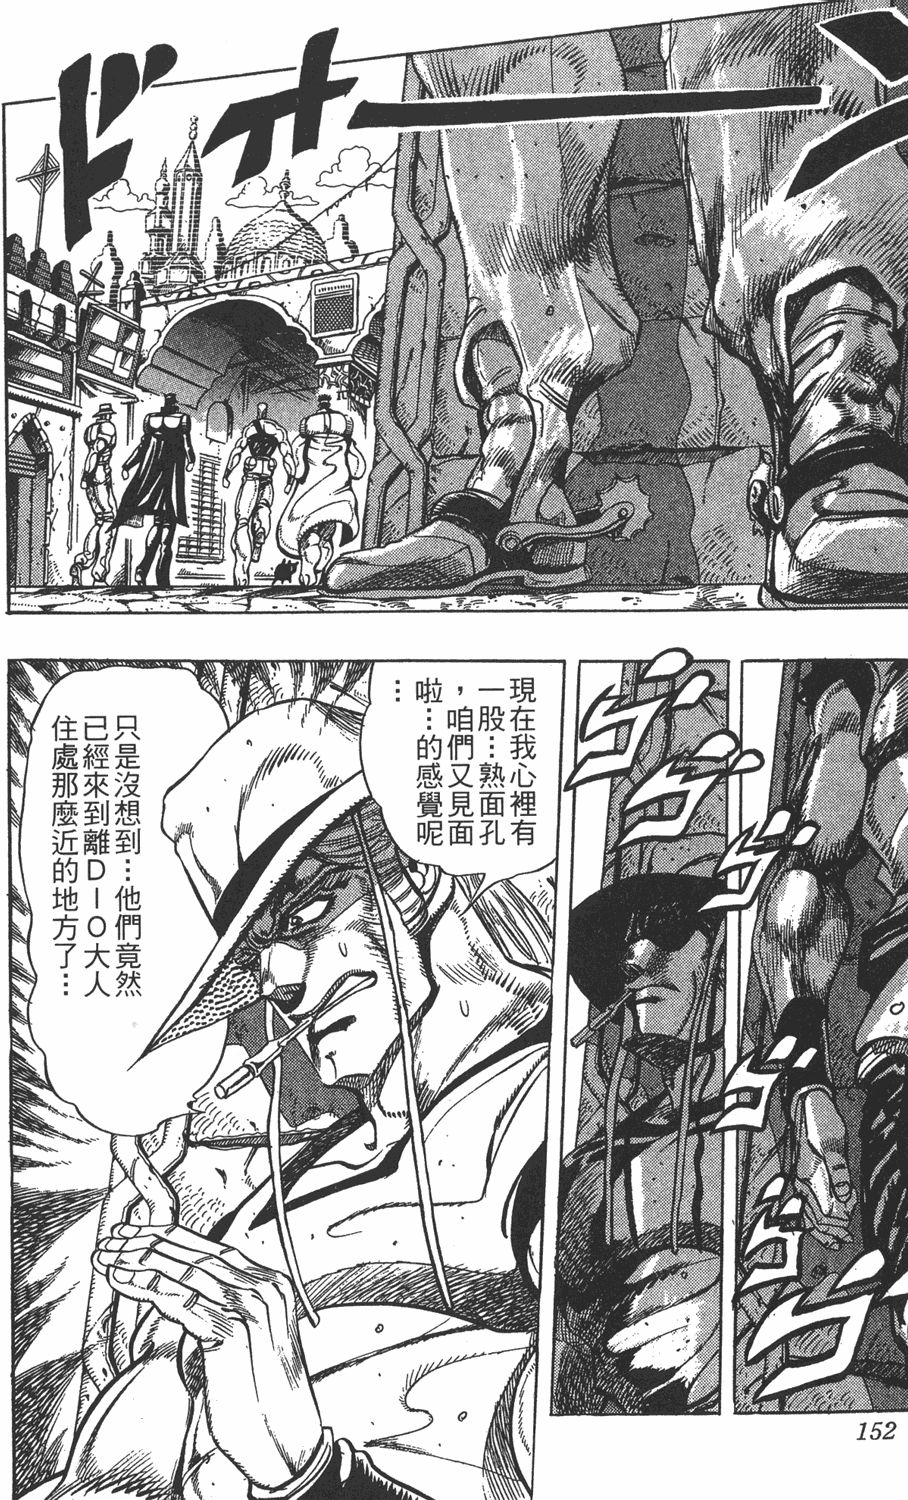 ドオーン
ゴゴゴゴ
ゴゴゴ
現在我心裡有
一股…熟面孔
，咱們又見面
啦…的感覺呢
…
只是沒想到…他們竟然
已經來到離DIO大人
住處那麼近的地方了…
152